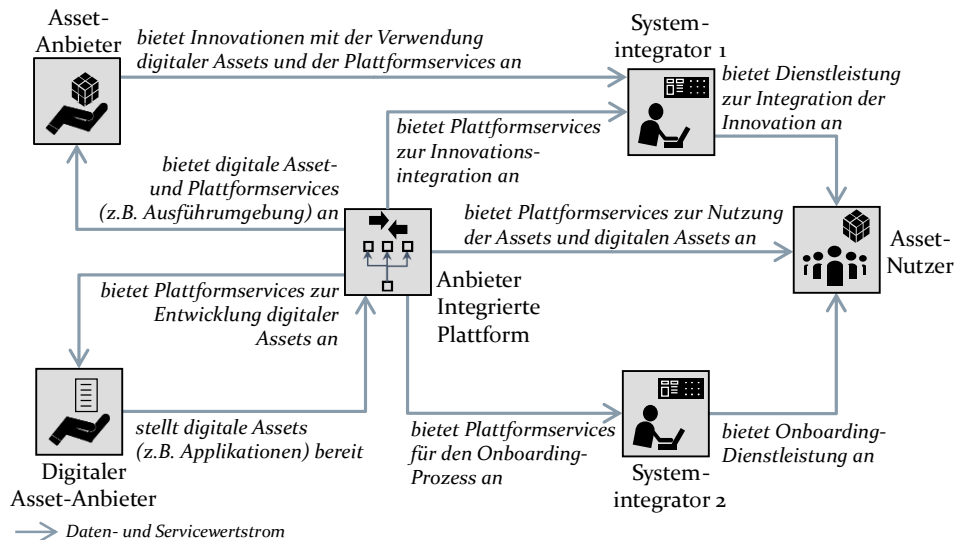 Asset-
Anbieter
bietet Innovationen mit der Verwendung
digitaler Assets und der Plattformservices an
System-
integrator 1
bietet Dienstleistung
zur Integration der
Innovation an
bietet Plattformservices
zur Innovations-
integration an
bietet digitale Asset-
und Plattformservices
(z.B. Ausführumgebung) an
bietet Plattformservices zur Nutzung
der Assets und digitalen Assets an
Asset-
Nutzer
Anbieter
Integrierte
Plattform
bietet Plattformservices zur
Entwicklung digitaler
Assets an
stellt digitale Assets
(z.B. Applikationen) bereit
Digitaler
Asset-Anbieter
bietet Plattformservices
für den Onboarding-
Prozess an
System-
integrator 2
bietet Onboarding-
Dienstleistung an
Daten- und Servicewertstrom